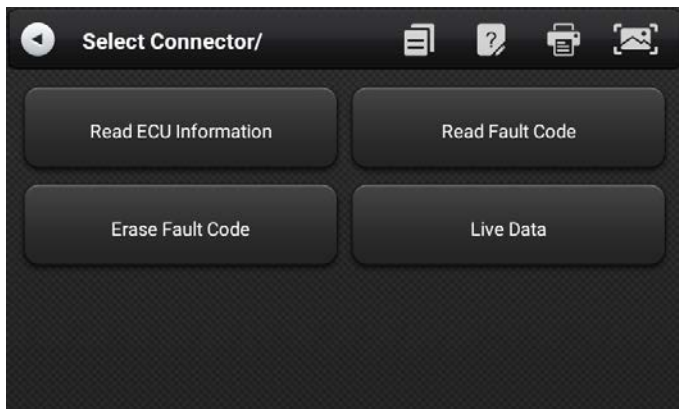 Select Connector/
Read ECU Information
Read Fault Code
Erase Fault Code
Live Data